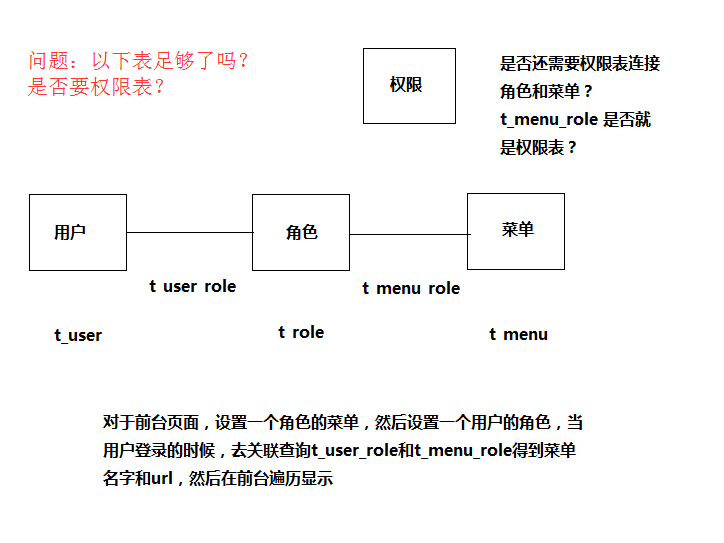 问题：以下表足够了吗？
是否要权限表？
权限
是否还需要权限表连接
角色和菜单？
t_menu_role 是否就
是权限表？
用户
角色
菜单
t user role
t menu role
t_user
t role
t menu
对于前台页面，设置一个角色的菜单，然后设置一个用户的角色，当
用户登录的时候，去关联查询t_user_role和t_menu_role得到菜单
名字和url，然后在前台遍历显示